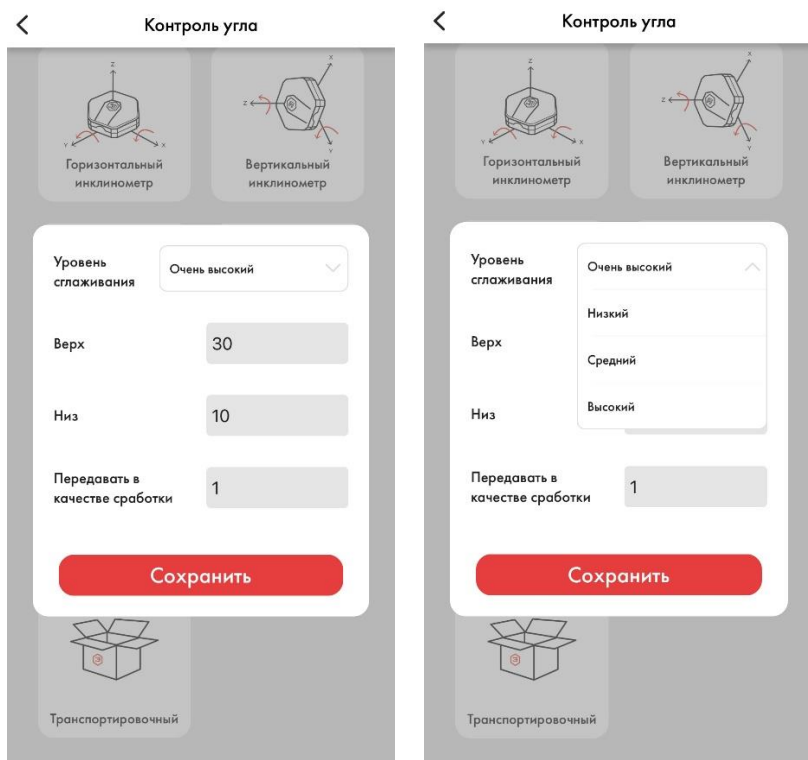 Контроль угла
Z
X
Z
Y
X
Y
Горизонтальный
инклинометр
Вертикальный
инклинометр
Уровень
сглаживания
Очень высокий
Верх
30
Низ
10
Передавать в
качестве сработки
1
Сохранить
Транспортировочный
Контроль угла
Z
X
Z
Y
X
Y
Горизонтальный
инклинометр
Вертикальный
инклинометр
Уровень
сглаживания
Очень высокий
Низкий
Верх
Средний
Высокий
Низ
Передавать в
качестве сработки
1
Сохранить
Транспортировочный